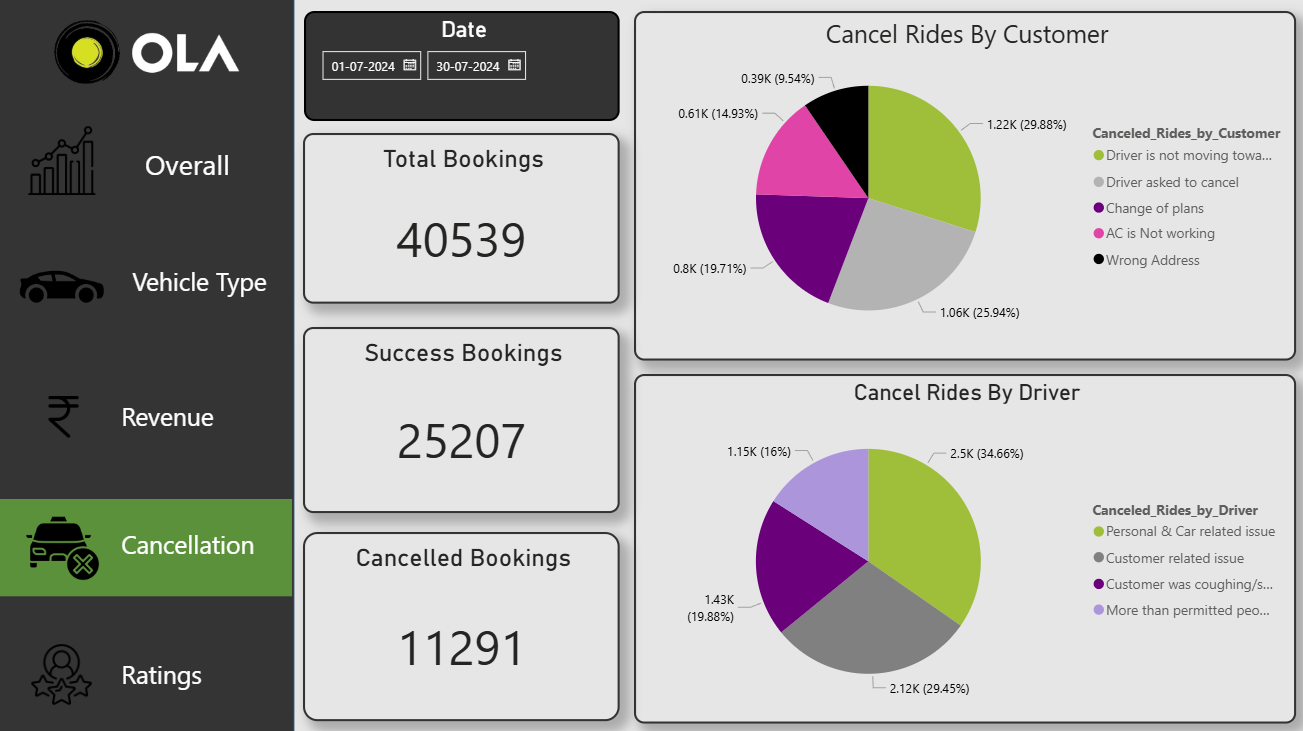 OLA
Overall
Vehicle Type
Revenue
Cancellation
Ratings
Date
01-07-2024
30-07-2024
Total Bookings
40539
Success Bookings
25207
Cancelled Bookings
11291
Cancel Rides By Customer
0.39K (9.54%)
0.61K (14.93%)
1.22K (29.88%)
0.8K (19.71%)
1.06K (25.94%)
Canceled_Rides_by_Customer
Driver is not moving towa...
Driver asked to cancel
Change of plans
AC is Not working
Wrong Address
Cancel Rides By Driver
1.15K (16%)
2.5K (34.66%)
1.43K
(19.88%)
2.12K (29.45%)
Canceled_Rides_by_Driver
Personal & Car related issue
Customer related issue
Customer was coughing/s...
More than permitted peo...